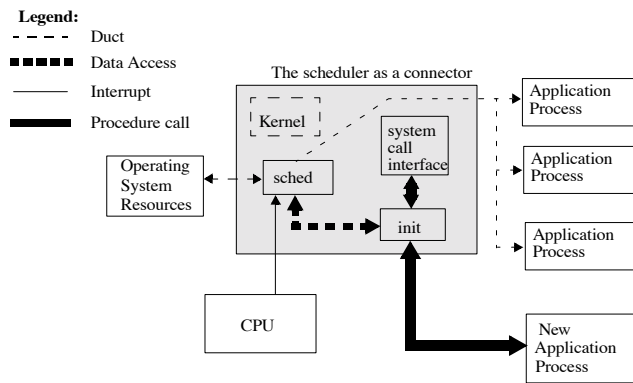 Legend:
Duct
Data Access
Interrupt
Procedure call
The scheduler as a connector
Kernel
system
call
interface
sched
init
Operating
System
Resources
CPU
Application
Process
Application
Process
Application
Process
New
Application
Process